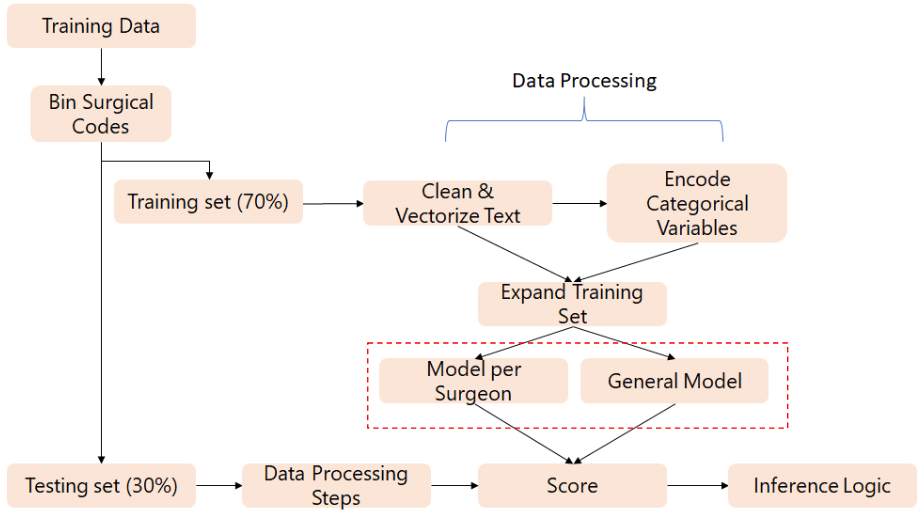 Training Data
Data Processing
Bin Surgical
Codes
Training set (70%)
Clean &
Vectorize Text
Encode
Categorical
Variables
Expand Training
Set
Model per
Surgeon
General Model
Testing set (30%)
Data Processing
Steps
Score
Inference Logic